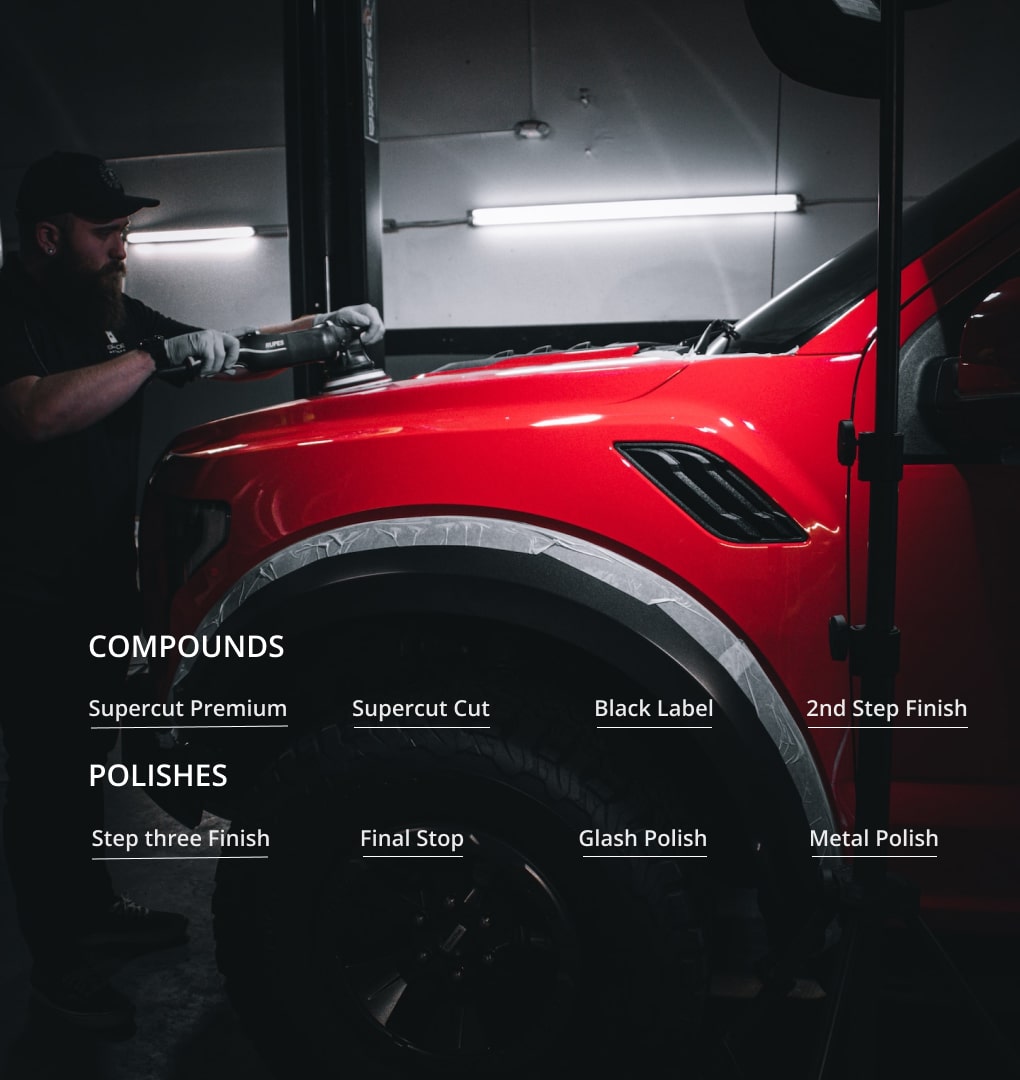 RUPES
COMPOUNDS
Supercut Premium Supercut Cut Black Label 2nd Step Finish
POLISHES
Step three Finish Final Stop Glash Polish Metal Polish